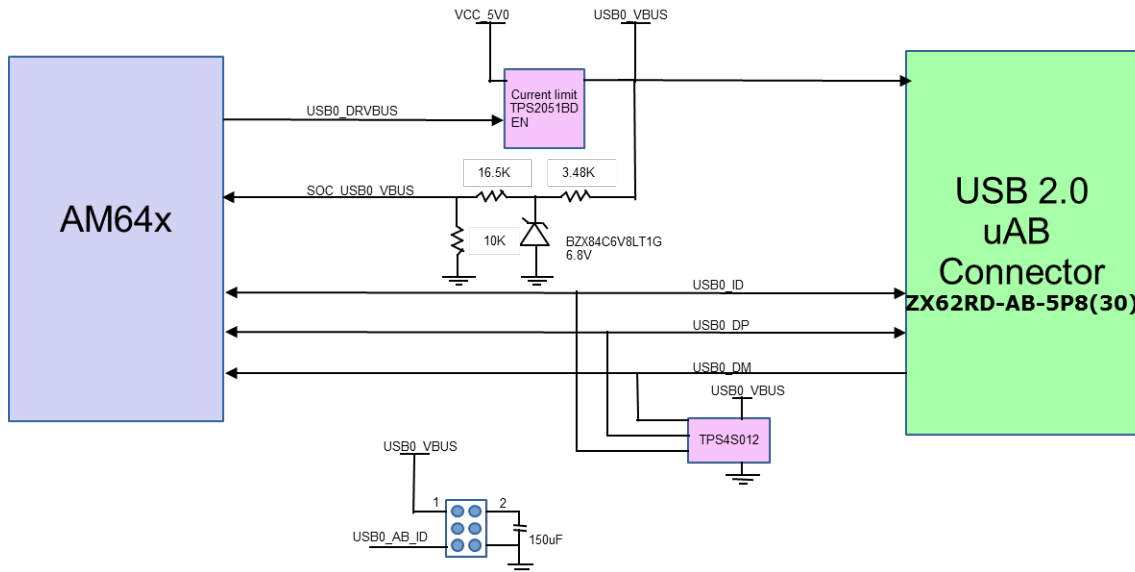 VCC_5V0
USB0_VBUS
AM64x
USB0_DRVBUS
Current limit
TPS2051BD
EN
16.5K
3.48K
SOC_USB0_VBUS
10K
BZX84C6V8LT1G
6.8V
USB 2.0
uAB
Connector
ZX62RD-AB-5P8(30)
USB0_ID
USB0_DP
USB0_DM
USB0_VBUS
TPS4S012
USB0_VBUS
1
2
150uF
USB0_AB_ID